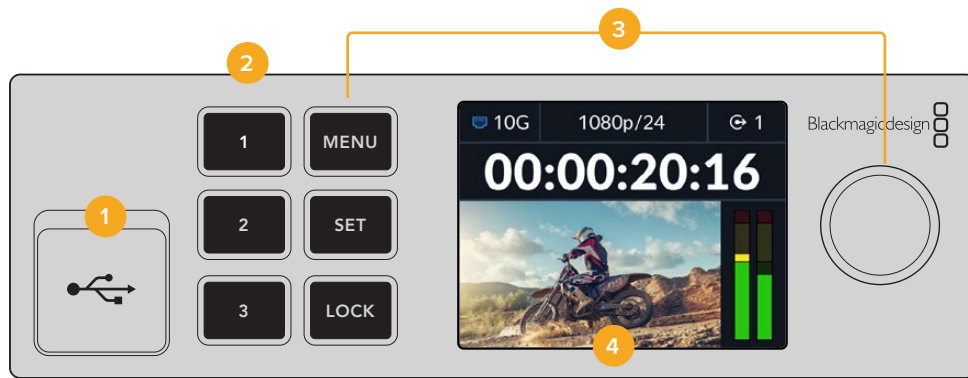 3
2
1 MENU
10G 1080p/24 1
Blackmagicdesign
00:00:20:16
1
2 SET
3 LOCK
4